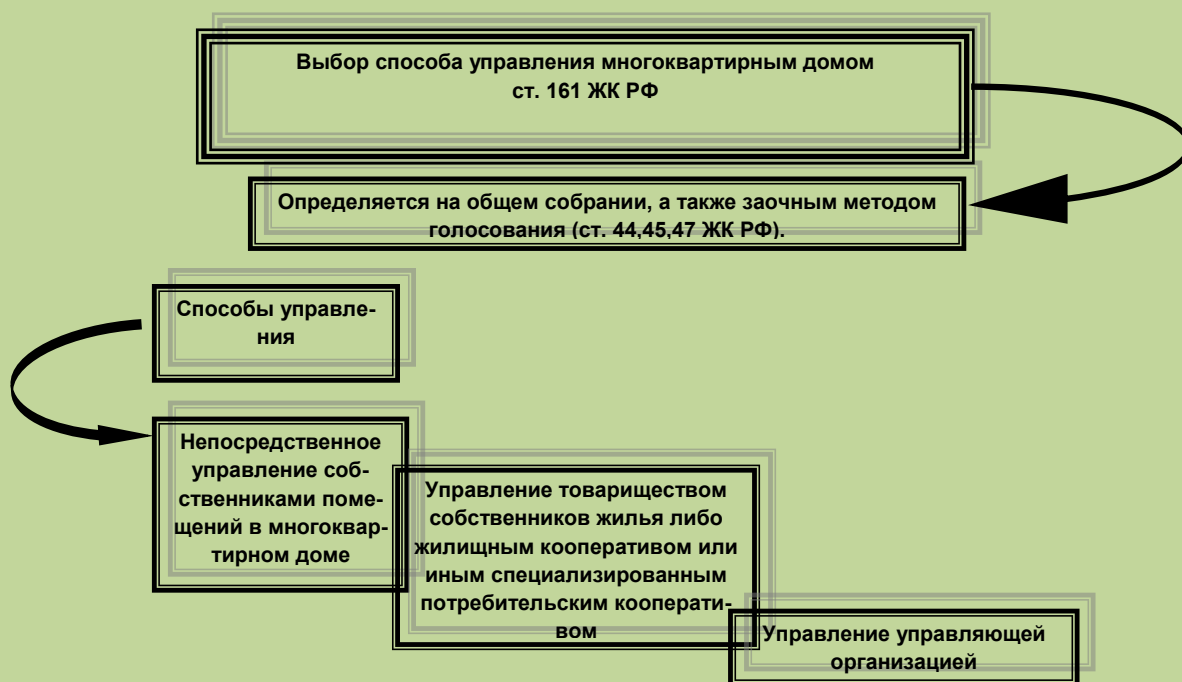 Выбор способа управления многоквартирным домом
ст. 161 ЖК РФ
Определяется на общем собрании, а также заочным методом
голосования (ст. 44,45,47 ЖК РФ).
Способы управле-
ния
Непосредственное
управление соб-
ственниками поме-
щений в многоквар-
тирном доме
Управление товариществом
собственников жилья либо
жилищным кооперативом или
иным специализированным
потребительским кооперати-
вом
Управление управляющей
организацией